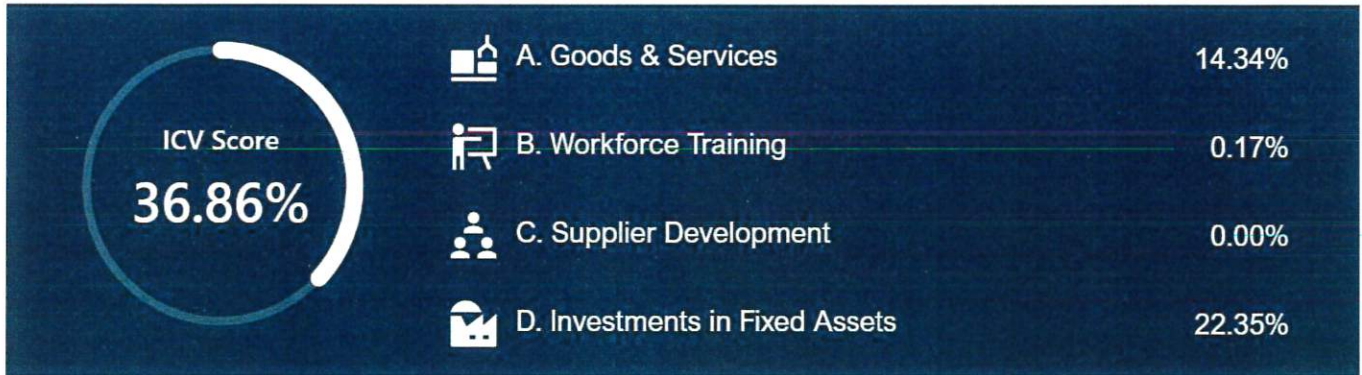 ICV Score
36.86%
A. Goods & Services 14.34%
B. Workforce Training 0.17%
C. Supplier Development 0.00%
D. Investments in Fixed Assets 22.35%